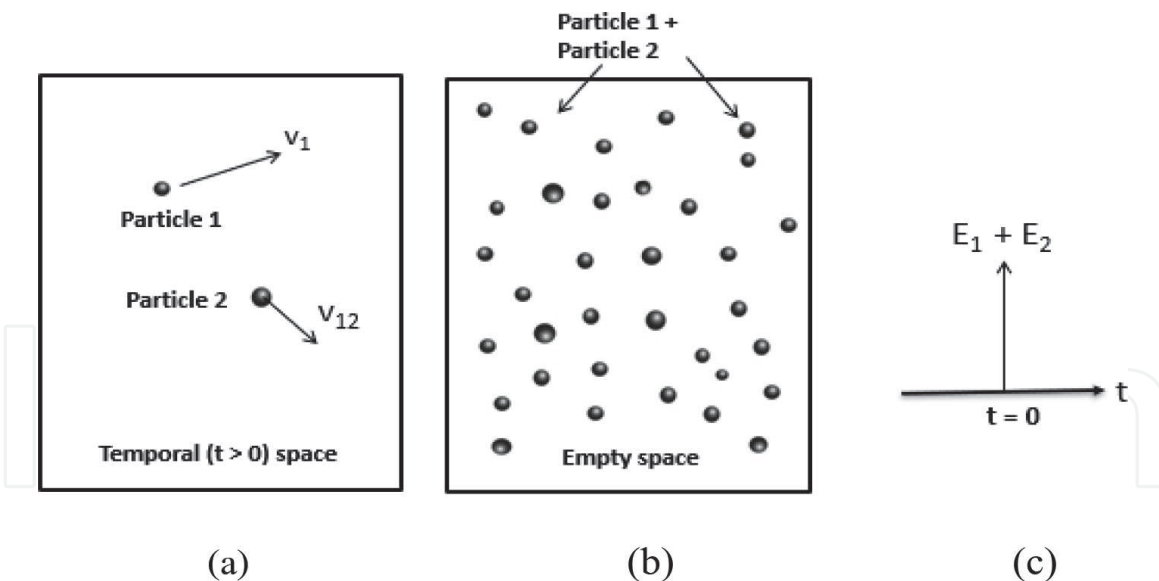 Particle 1 +
Particle 2
v₁
Particle 1
Particle 2
v₁₂
Temporal (t > 0) space
Empty space
E₁ + E₂
t
t = 0
(a)
(b)
(c)